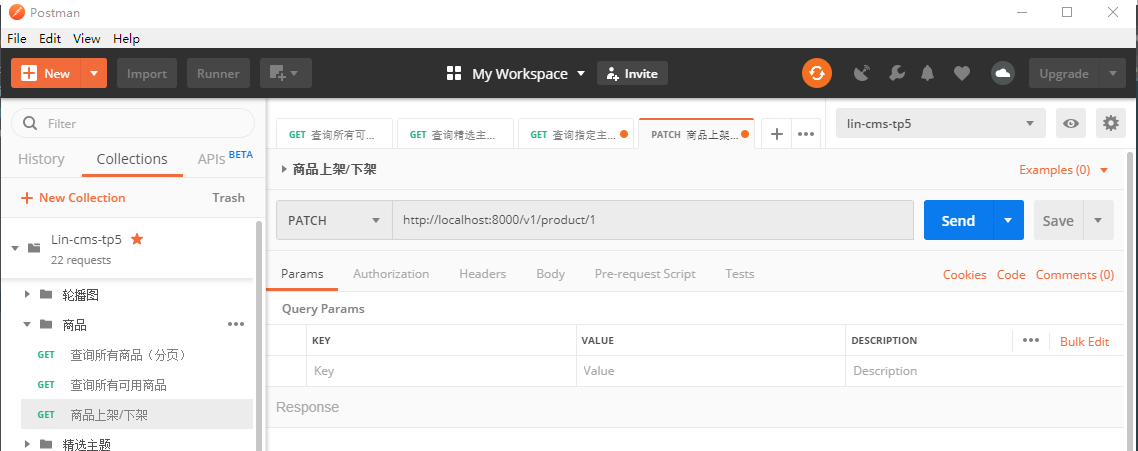 Postman
File Edit View Help
New Import Runner My Workspace Invite Upgrade
Filter
History Collections APIs BETA
New Collection Trash
Lin-cms-tp5
22 requests
轮播图
商品
GET 查询所有商品（分页）
GET 查询所有可用商品
GET 商品上架/下架
精选主题
GET 查询所有可... GET 查询精选主... GET 查询指定主... PATCH 商品上架...
lin-cms-tp5
商品上架/下架 Examples (0)
PATCH http://localhost:8000/v1/product/1 Send Save
Params Authorization Headers Body Pre-request Script Tests Cookies Code Comments (0)
Query Params
KEY VALUE DESCRIPTION Bulk Edit
Key Value Description
Response